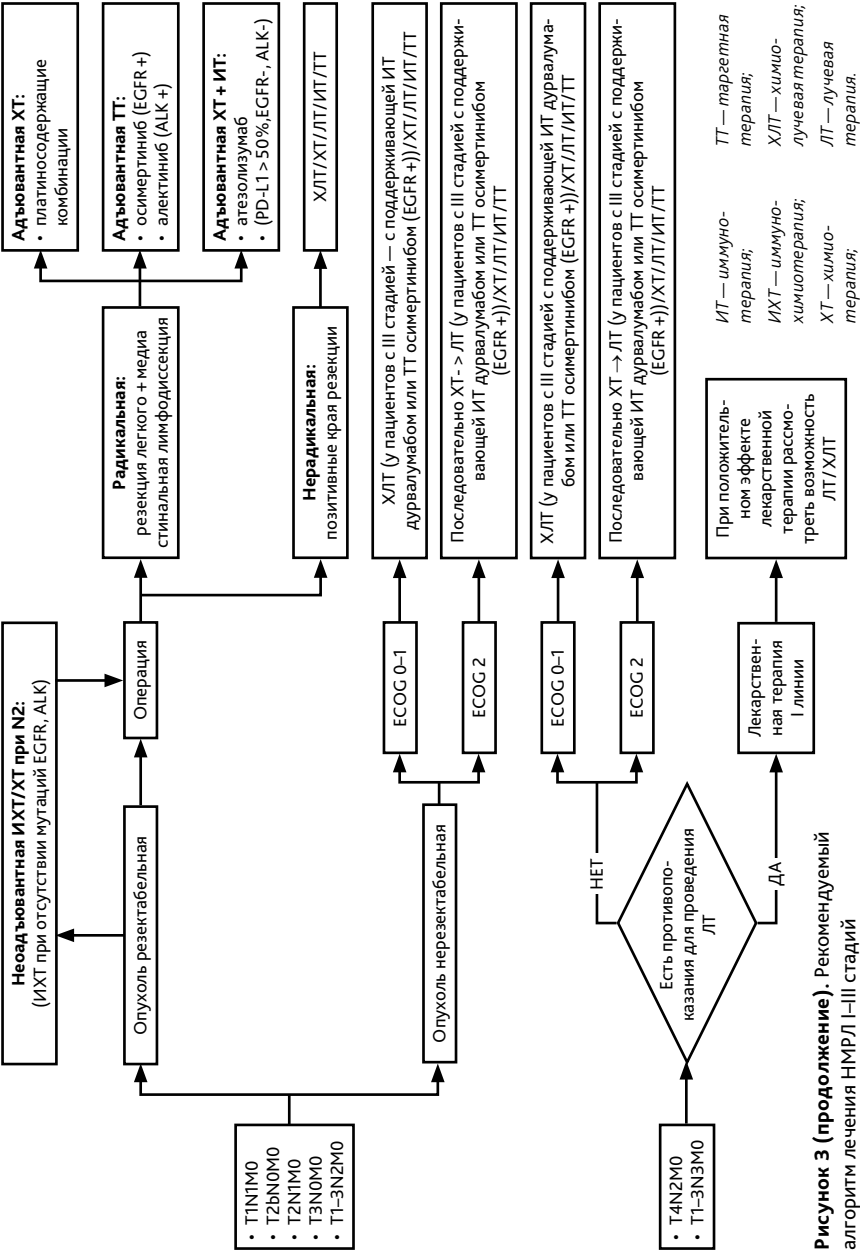 Неоадъювантная ИХТ/ХТ при N2:
(ИХТ при отсутствии мутаций EGFR, ALK)
• T1N1M0
• T2bN0M0
• T2N1M0
• T3N0M0
• T1–3N2M0
Опухоль резектабельная
Операция
Радикальная:
резекция легкого + медиа
стинальная лимфодиссекция
Нерадикальная:
позитивные края резекции
Адъювантная ХТ:
• платиносодержащие
комбинации
Адъювантная ТТ:
• осимертиниб (EGFR +)
• алектиниб (ALK +)
Адъювантная ХТ + ИТ:
• атезолизумаб
• (PD-L1 > 50%,EGFR-, ALK-)
ХЛТ/ХТ/ЛТ/ИТ/ТТ
Опухоль нерезектабельная
ECOG 0–1
ХЛТ (у пациентов с III стадией — с поддерживающей ИТ
дурвалумабом или ТТ осимертинибом (EGFR +))/ХТ/ЛТ/ИТ/ТТ
ECOG 2
Последовательно ХТ- > ЛТ (у пациентов с III стадией с поддержи-
вающей ИТ дурвалумабом или ТТ осимертинибом
(EGFR +))/ХТ/ЛТ/ИТ/ТТ
• T4N2M0
• T1–3N3M0
Есть противопо-
казания для проведения
ЛТ
НЕТ
ECOG 0–1
ХЛТ (у пациентов с III стадией с поддерживающей ИТ дурвалума-
бом или ТТ осимертинибом (EGFR +))/ХТ/ЛТ/ИТ/ТТ
ECOG 2
Последовательно ХТ → ЛТ (у пациентов с III стадией с поддержи-
вающей ИТ дурвалумабом или ТТ осимертинибом
(EGFR +))/ХТ/ЛТ/ИТ/ТТ
ДА
Лекарствен-
ная терапия
I линии
При положитель-
ном эффекте
лекарственной
терапии рассмо-
треть возможность
ЛТ/ХЛТ
ИТ — иммуно-
терапия;
ИХТ — иммуно-
химиотерапия;
ХТ — химио-
терапия;
ТТ — таргетная
терапия;
ХЛТ — химио-
лучевая терапия;
ЛТ — лучевая
терапия.
Рисунок 3 (продолжение). Рекомендуемый
алгоритм лечения НМРЛ I–III стадий